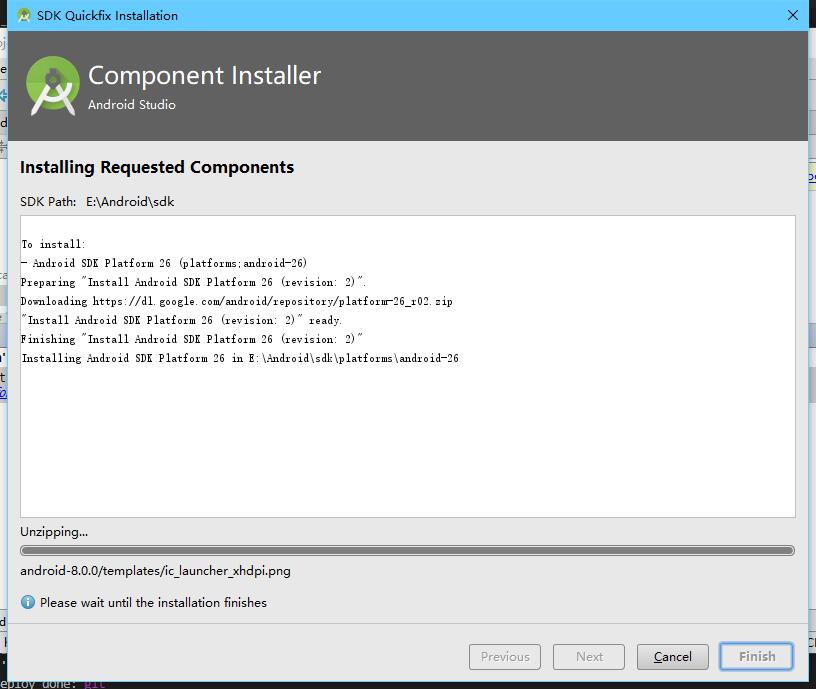 SDK Quickfix Installation
Component Installer
Android Studio
Installing Requested Components
SDK Path: E:\Android\sdk
To install:
- Android SDK Platform 26 (platforms;android-26)
Preparing "Install Android SDK Platform 26 (revision: 2)".
Downloading https://dl.google.com/android/repository/platform-26_r02.zip
"Install Android SDK Platform 26 (revision: 2)" ready.
Finishing "Install Android SDK Platform 26 (revision: 2)"
Installing Android SDK Platform 26 in E:\Android\sdk\platforms\android-26
Unzipping...
android-8.0.0/templates/ic_launcher_xhdpi.png
Please wait until the installation finishes
Previous Next Cancel Finish
done: git